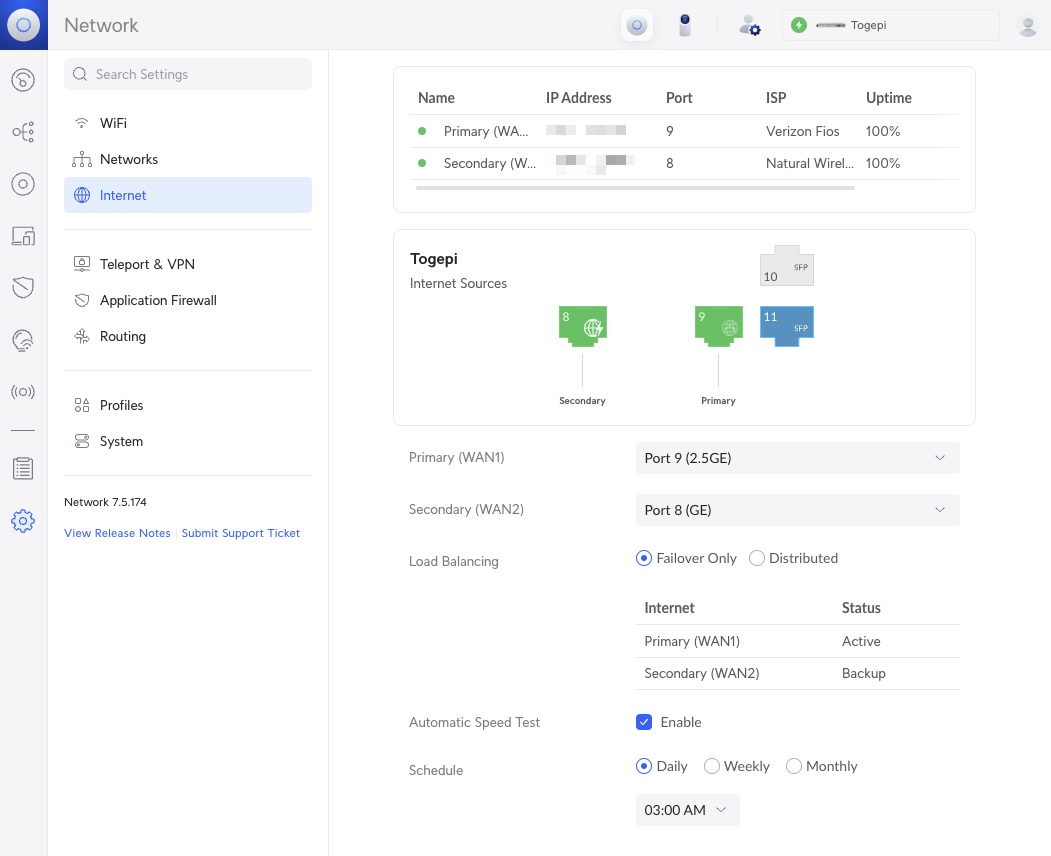 Network
Togepi
Search Settings
WiFi
Networks
Internet
Teleport & VPN
Application Firewall
Routing
Profiles
System
Network 7.5.174
View Release Notes | Submit Support Ticket
Name IP Address Port ISP Uptime
Primary (WA... 9 Verizon Fios 100%
Secondary (W... 8 Natural Wirel... 100%
Togepi
Internet Sources
10 SFP
8 9 11 SFP
Secondary Primary
Primary (WAN1) Port 9 (2.5GE)
Secondary (WAN2) Port 8 (GE)
Load Balancing Failover Only Distributed
Internet Status
Primary (WAN1) Active
Secondary (WAN2) Backup
Automatic Speed Test Enable
Schedule Daily Weekly Monthly
03:00 AM